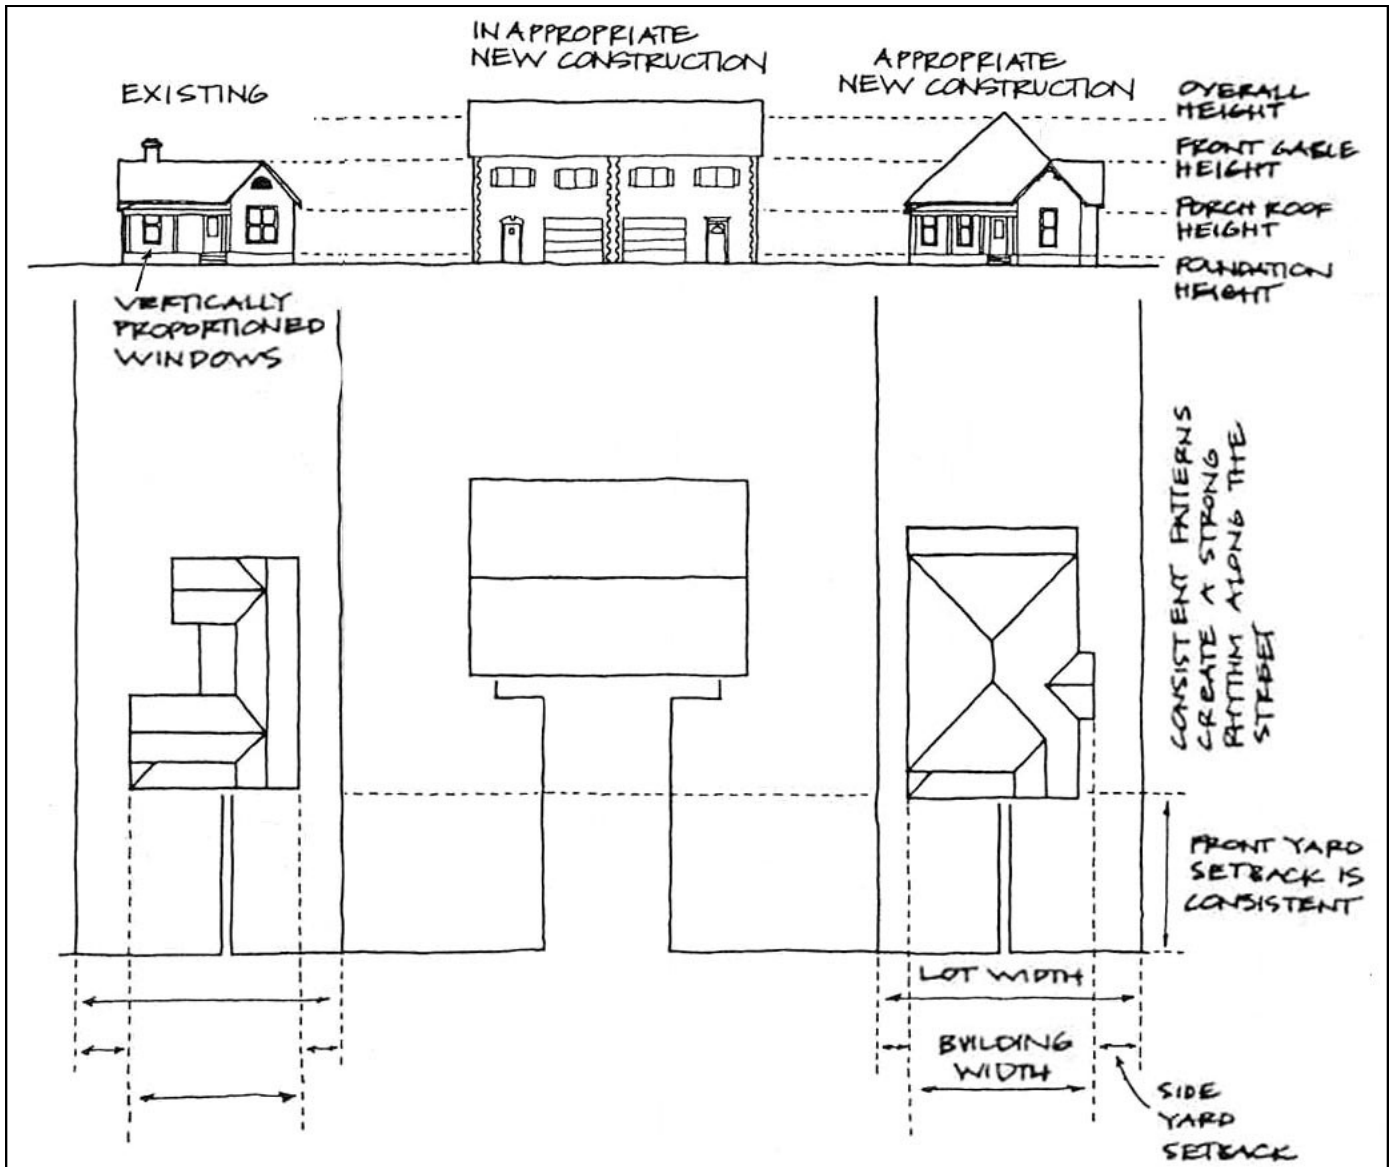 INAPPROPRIATE
NEW CONSTRUCTION
APPROPRIATE
NEW CONSTRUCTION
EXISTING
OVERALL
HEIGHT
FRONT GABLE
HEIGHT
PORCH ROOF
HEIGHT
FOUNDATION
HEIGHT
VERTICALLY
PROPORTIONED
WINDOWS
CONSISTENT PATTERNS
CREATE A STRONG
RHYTHM ALONG THE
STREET
FRONT YARD
SETBACK IS
CONSISTENT
LOT WIDTH
BUILDING
WIDTH
SIDE
YARD
SETBACK